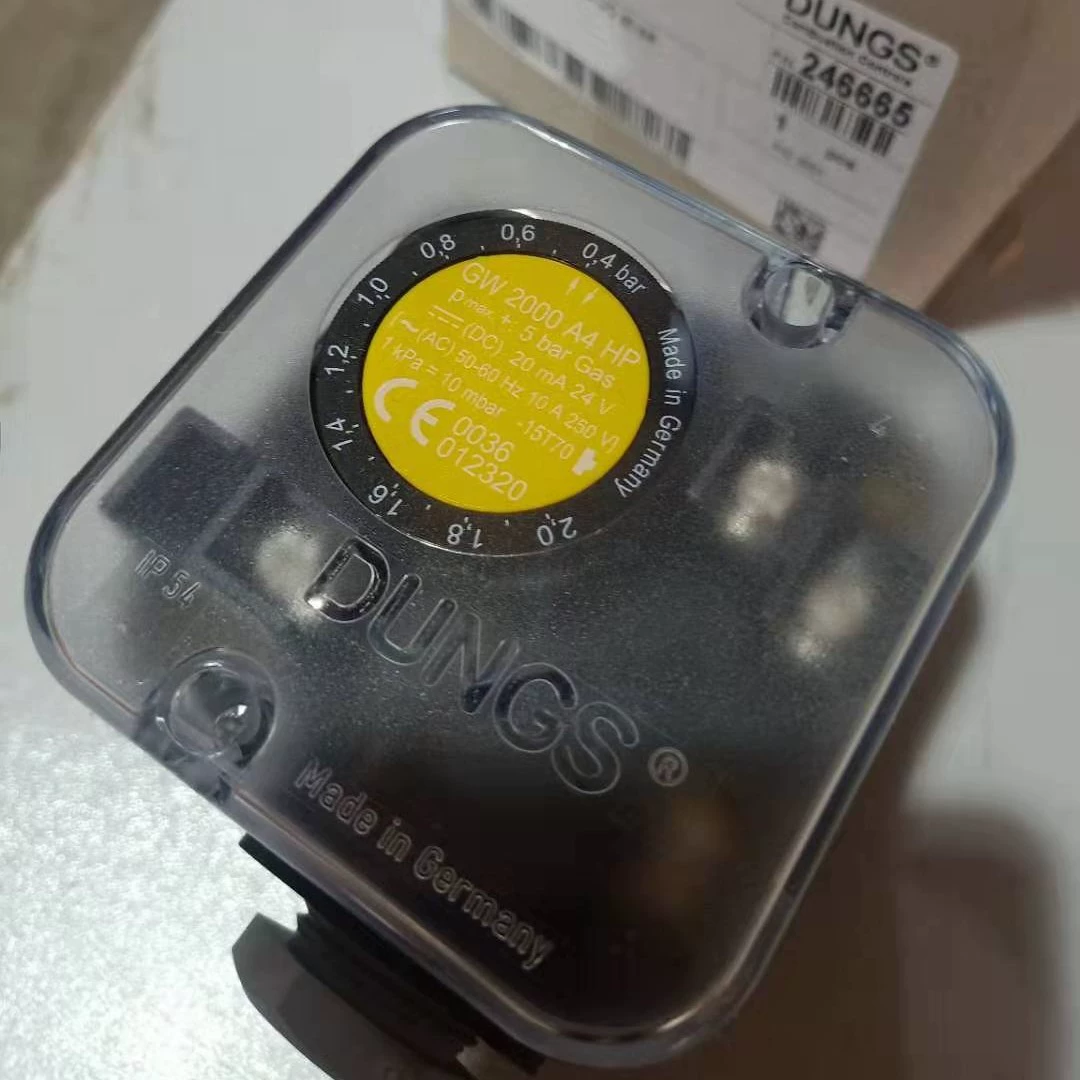 DUNGS®
Combustion Controls
246665
1
0,4 bar
0,6
0,8
1,0
1,2
1,4
1,6
1,8
2,0
Made in Germany
GW 2000 A4 HP
pmax. +: 5 bar Gas
(DC) 20 mA 24 V
(~(AC) 50-60 Hz 10 A 250 V)
1 kPa = 10 mbar -15T70
CE 0036
012320
IP 54
DUNGS®
Made in Germany